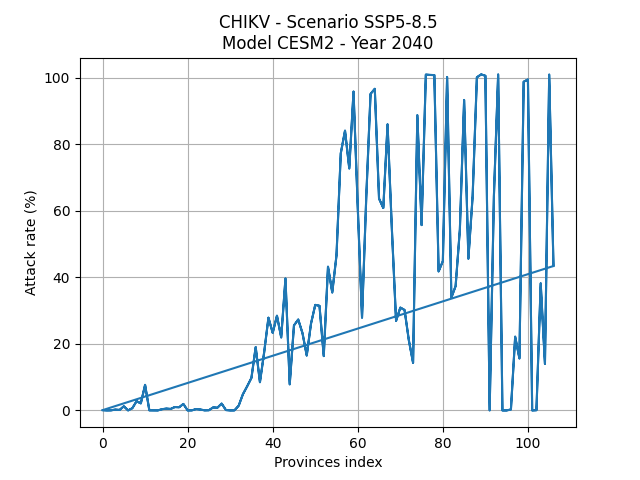 CHIKV - Scenario SSP5-8.5
Model CESM2 - Year 2040
Attack rate (%)
100
80
60
40
20
0
0 20 40 60 80 100
Provinces index